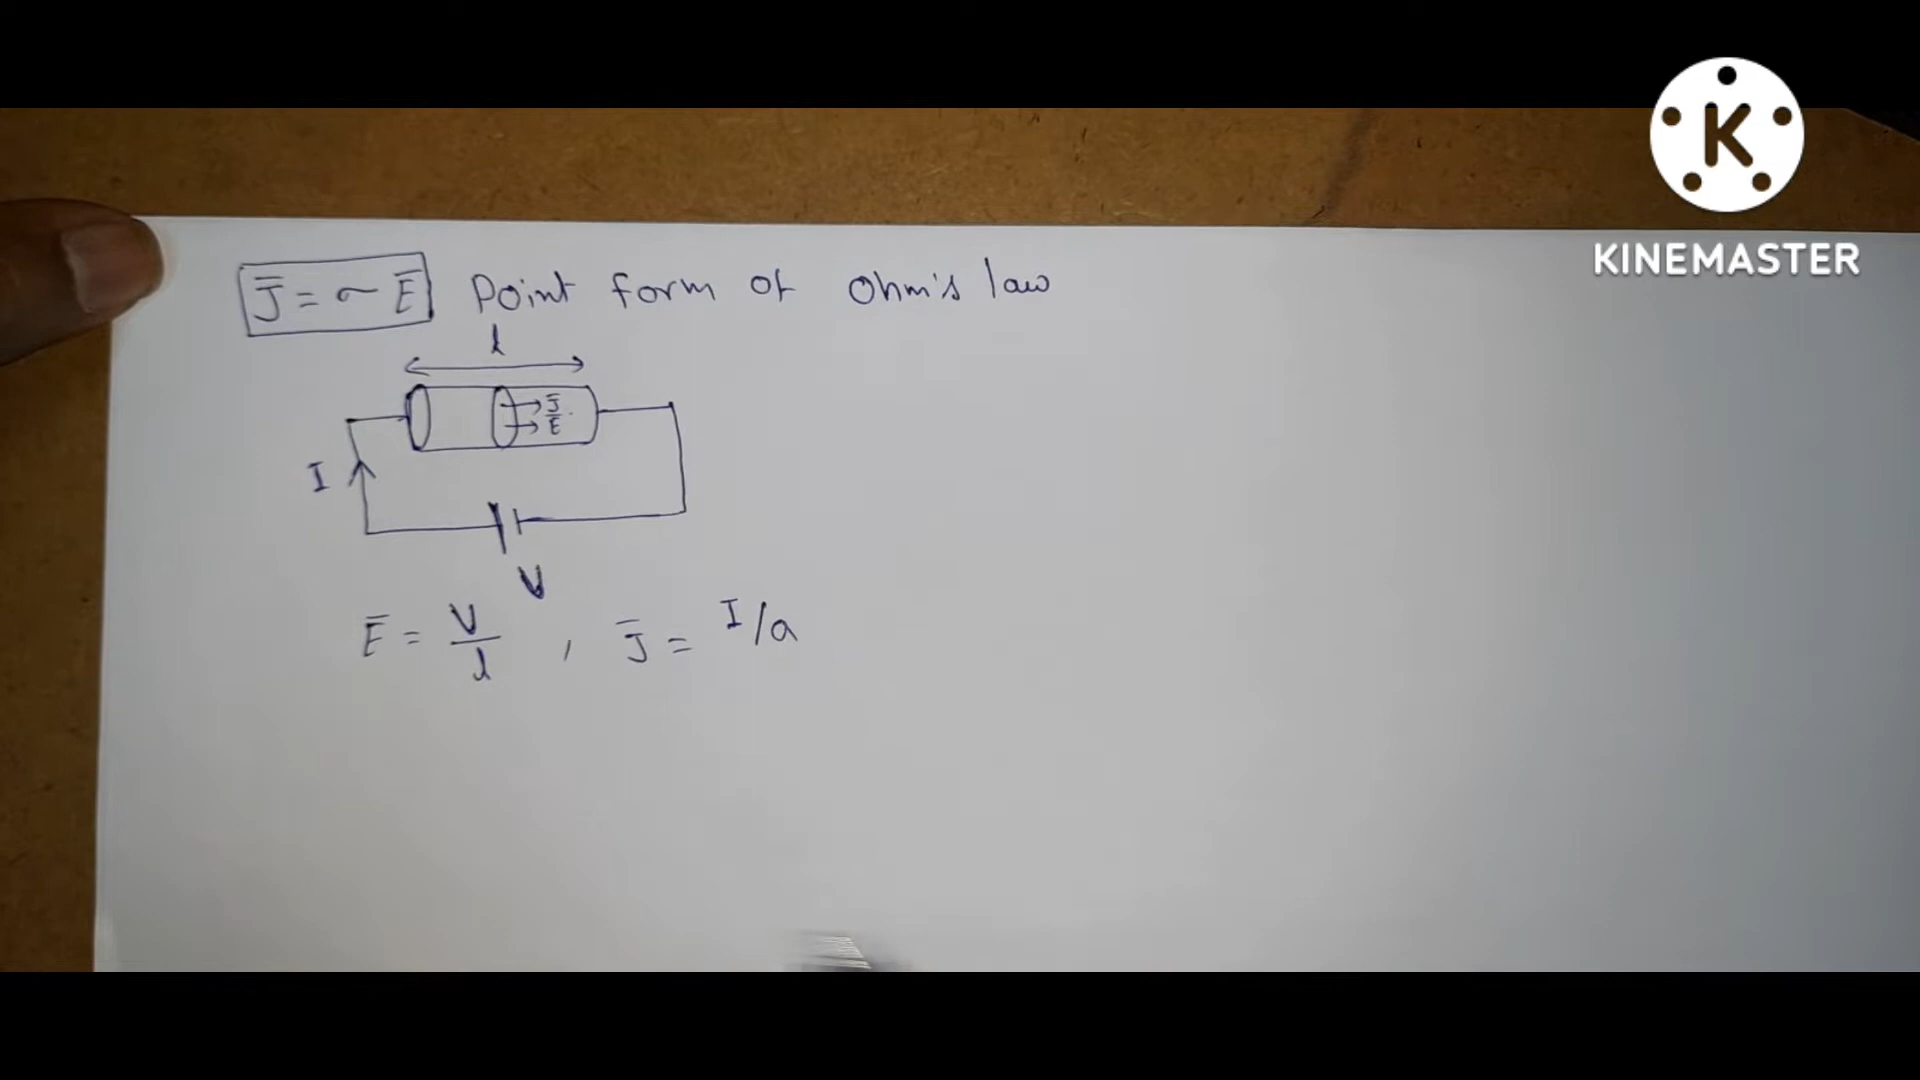 J̅ = σ E̅ Point form of Ohm's law
l
J̅
E̅
I
V
E̅ = V/l , J̅ = I/a
K
KINEMASTER